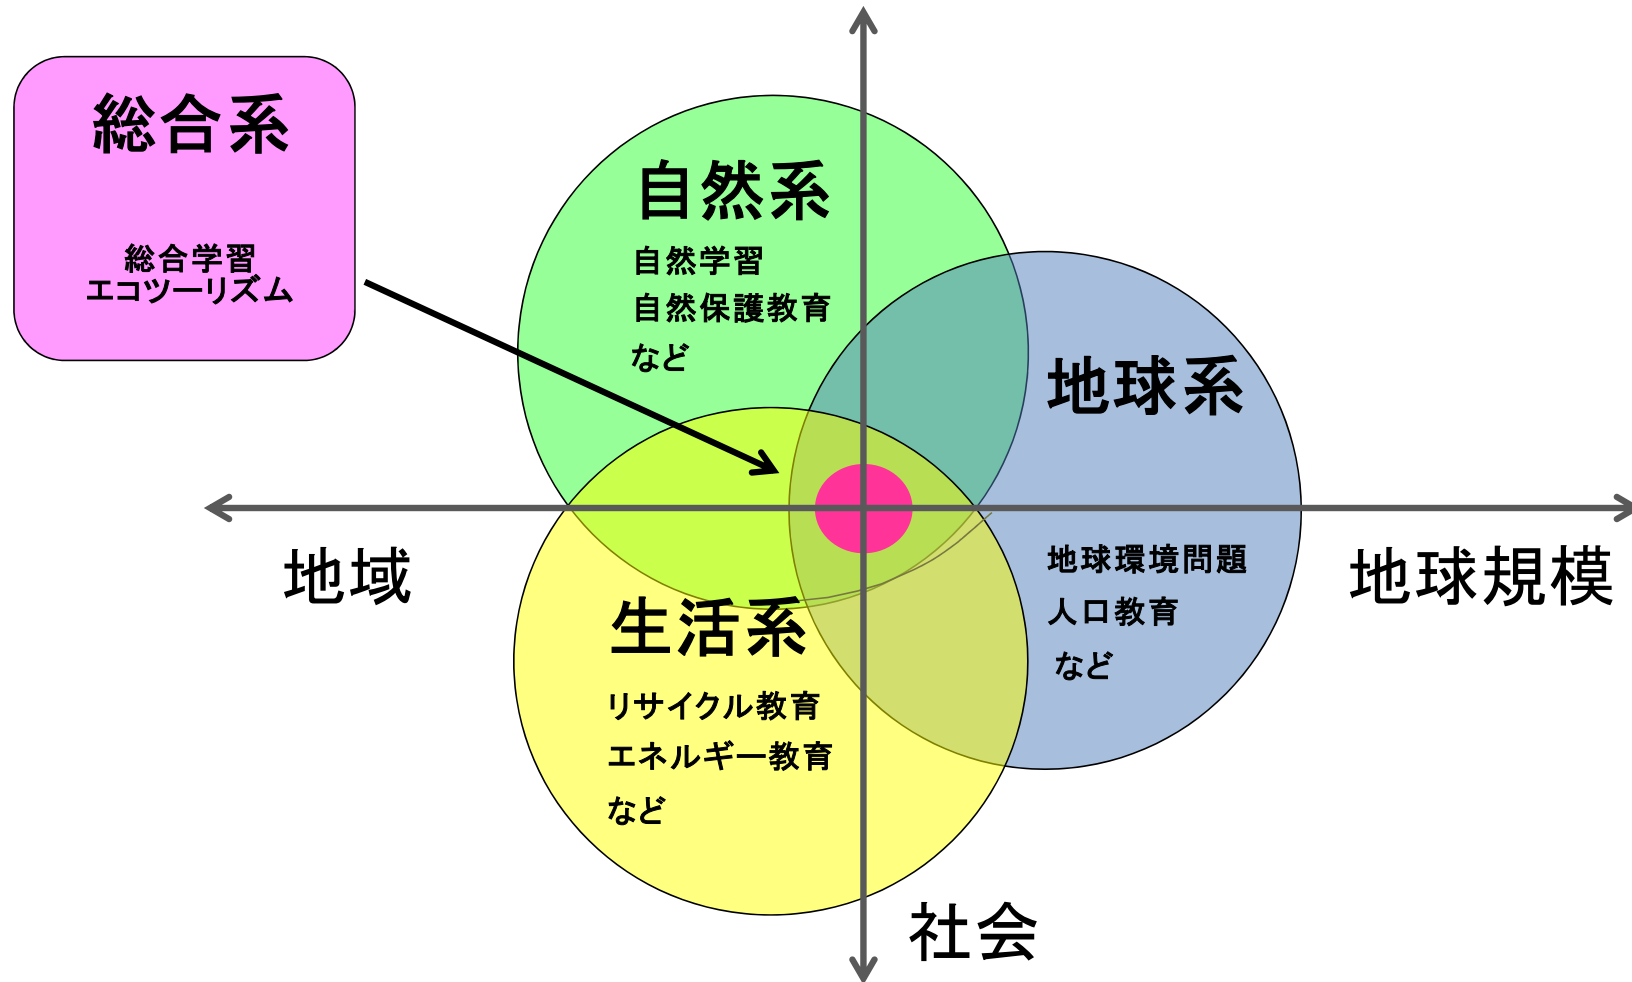 総合系
総合学習
エコツーリズム
自然系
自然学習
自然保護教育
など
地球系
地球環境問題
人口教育
など
地域
地球規模
生活系
リサイクル教育
エネルギー教育
など
社会